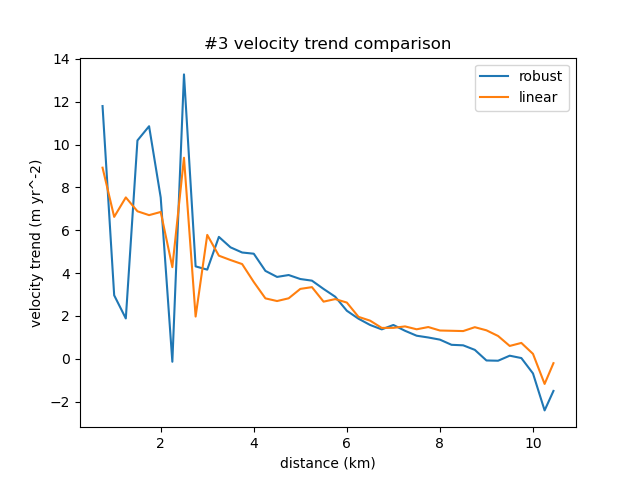 #3 velocity trend comparison
robust
linear
velocity trend (m yr^-2)
14
12
10
8
6
4
2
0
−2
2 4 6 8 10
distance (km)